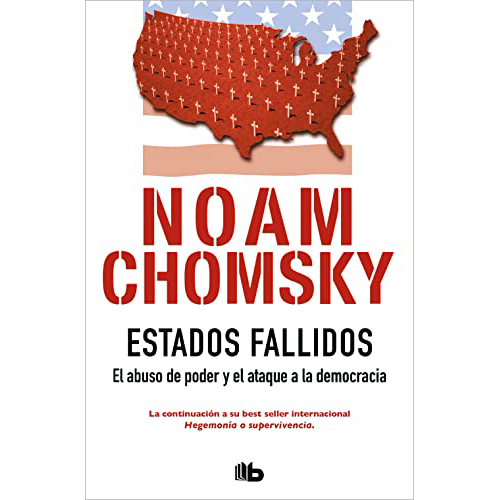 NOAM
CHOMSKY
ESTADOS FALLIDOS
El abuso de poder y el ataque a la democracia
La continuación a su best seller internacional
Hegemonía o supervivencia.
b